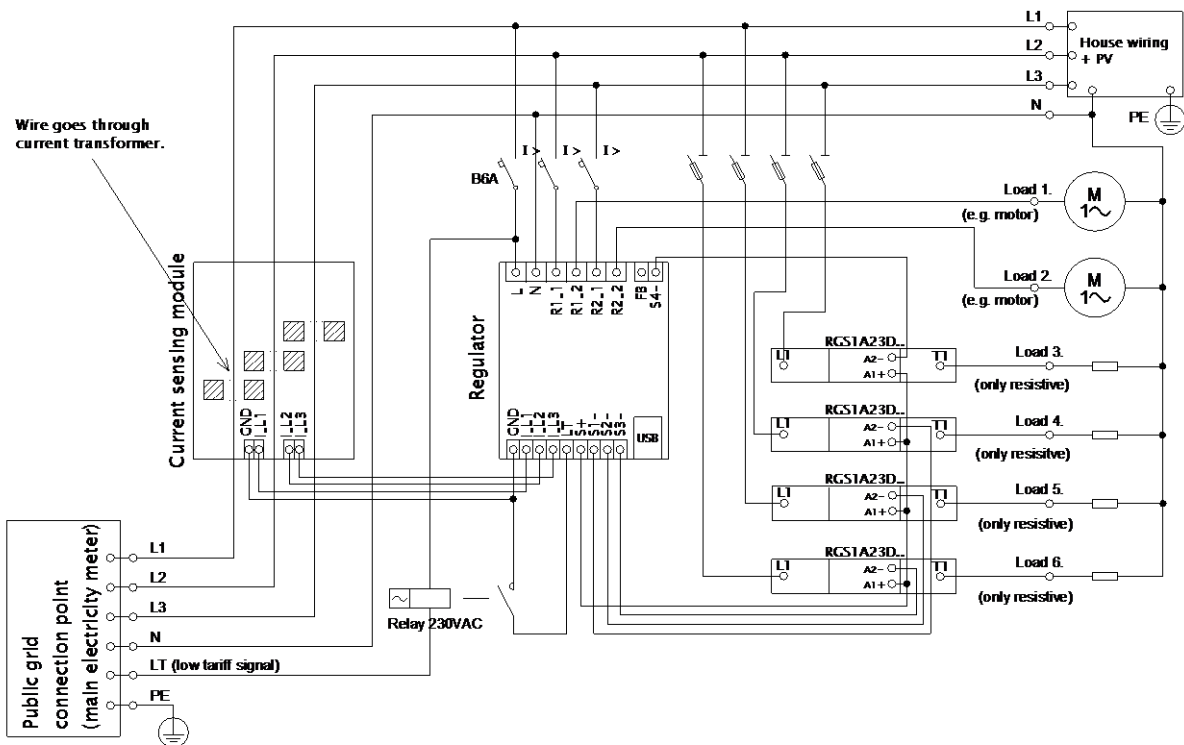 L1
L2
L3
N
House wiring
+ PV
PE
Wire goes through
current transformer.
I >
I >
I >
B6A
Load 1.
(e.g. motor)
M
1~
Load 2.
(e.g. motor)
M
1~
Current sensing module
GND
I_L1
I_L2
I_L3
Regulator
L
N
R1_1
R1_2
R2_1
R2_2
FB
S4-
GND
I_L1
I_L2
I_L3
LT
S+
S1-
S2-
S3-
USB
RGS1A23D..
L1
A2-
A1+
T1
Load 3.
(only resistive)
RGS1A23D..
L1
A2-
A1+
T1
Load 4.
(only resitive)
RGS1A23D..
L1
A2-
A1+
T1
Load 5.
(only resistive)
RGS1A23D..
L1
A2-
A1+
T1
Load 6.
(only resistive)
~
Relay 230VAC
Public grid
connection point
(main electricity meter)
L1
L2
L3
N
LT (low tariff signal)
PE